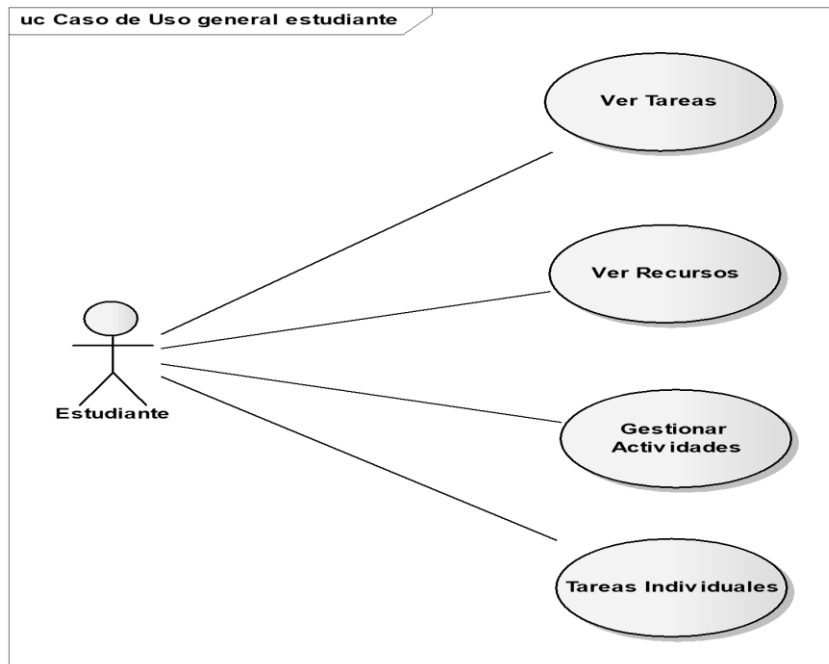 uc Caso de Uso general estudiante
Ver Tareas
Ver Recursos
Estudiante
Gestionar
Actividades
Tareas Individuales